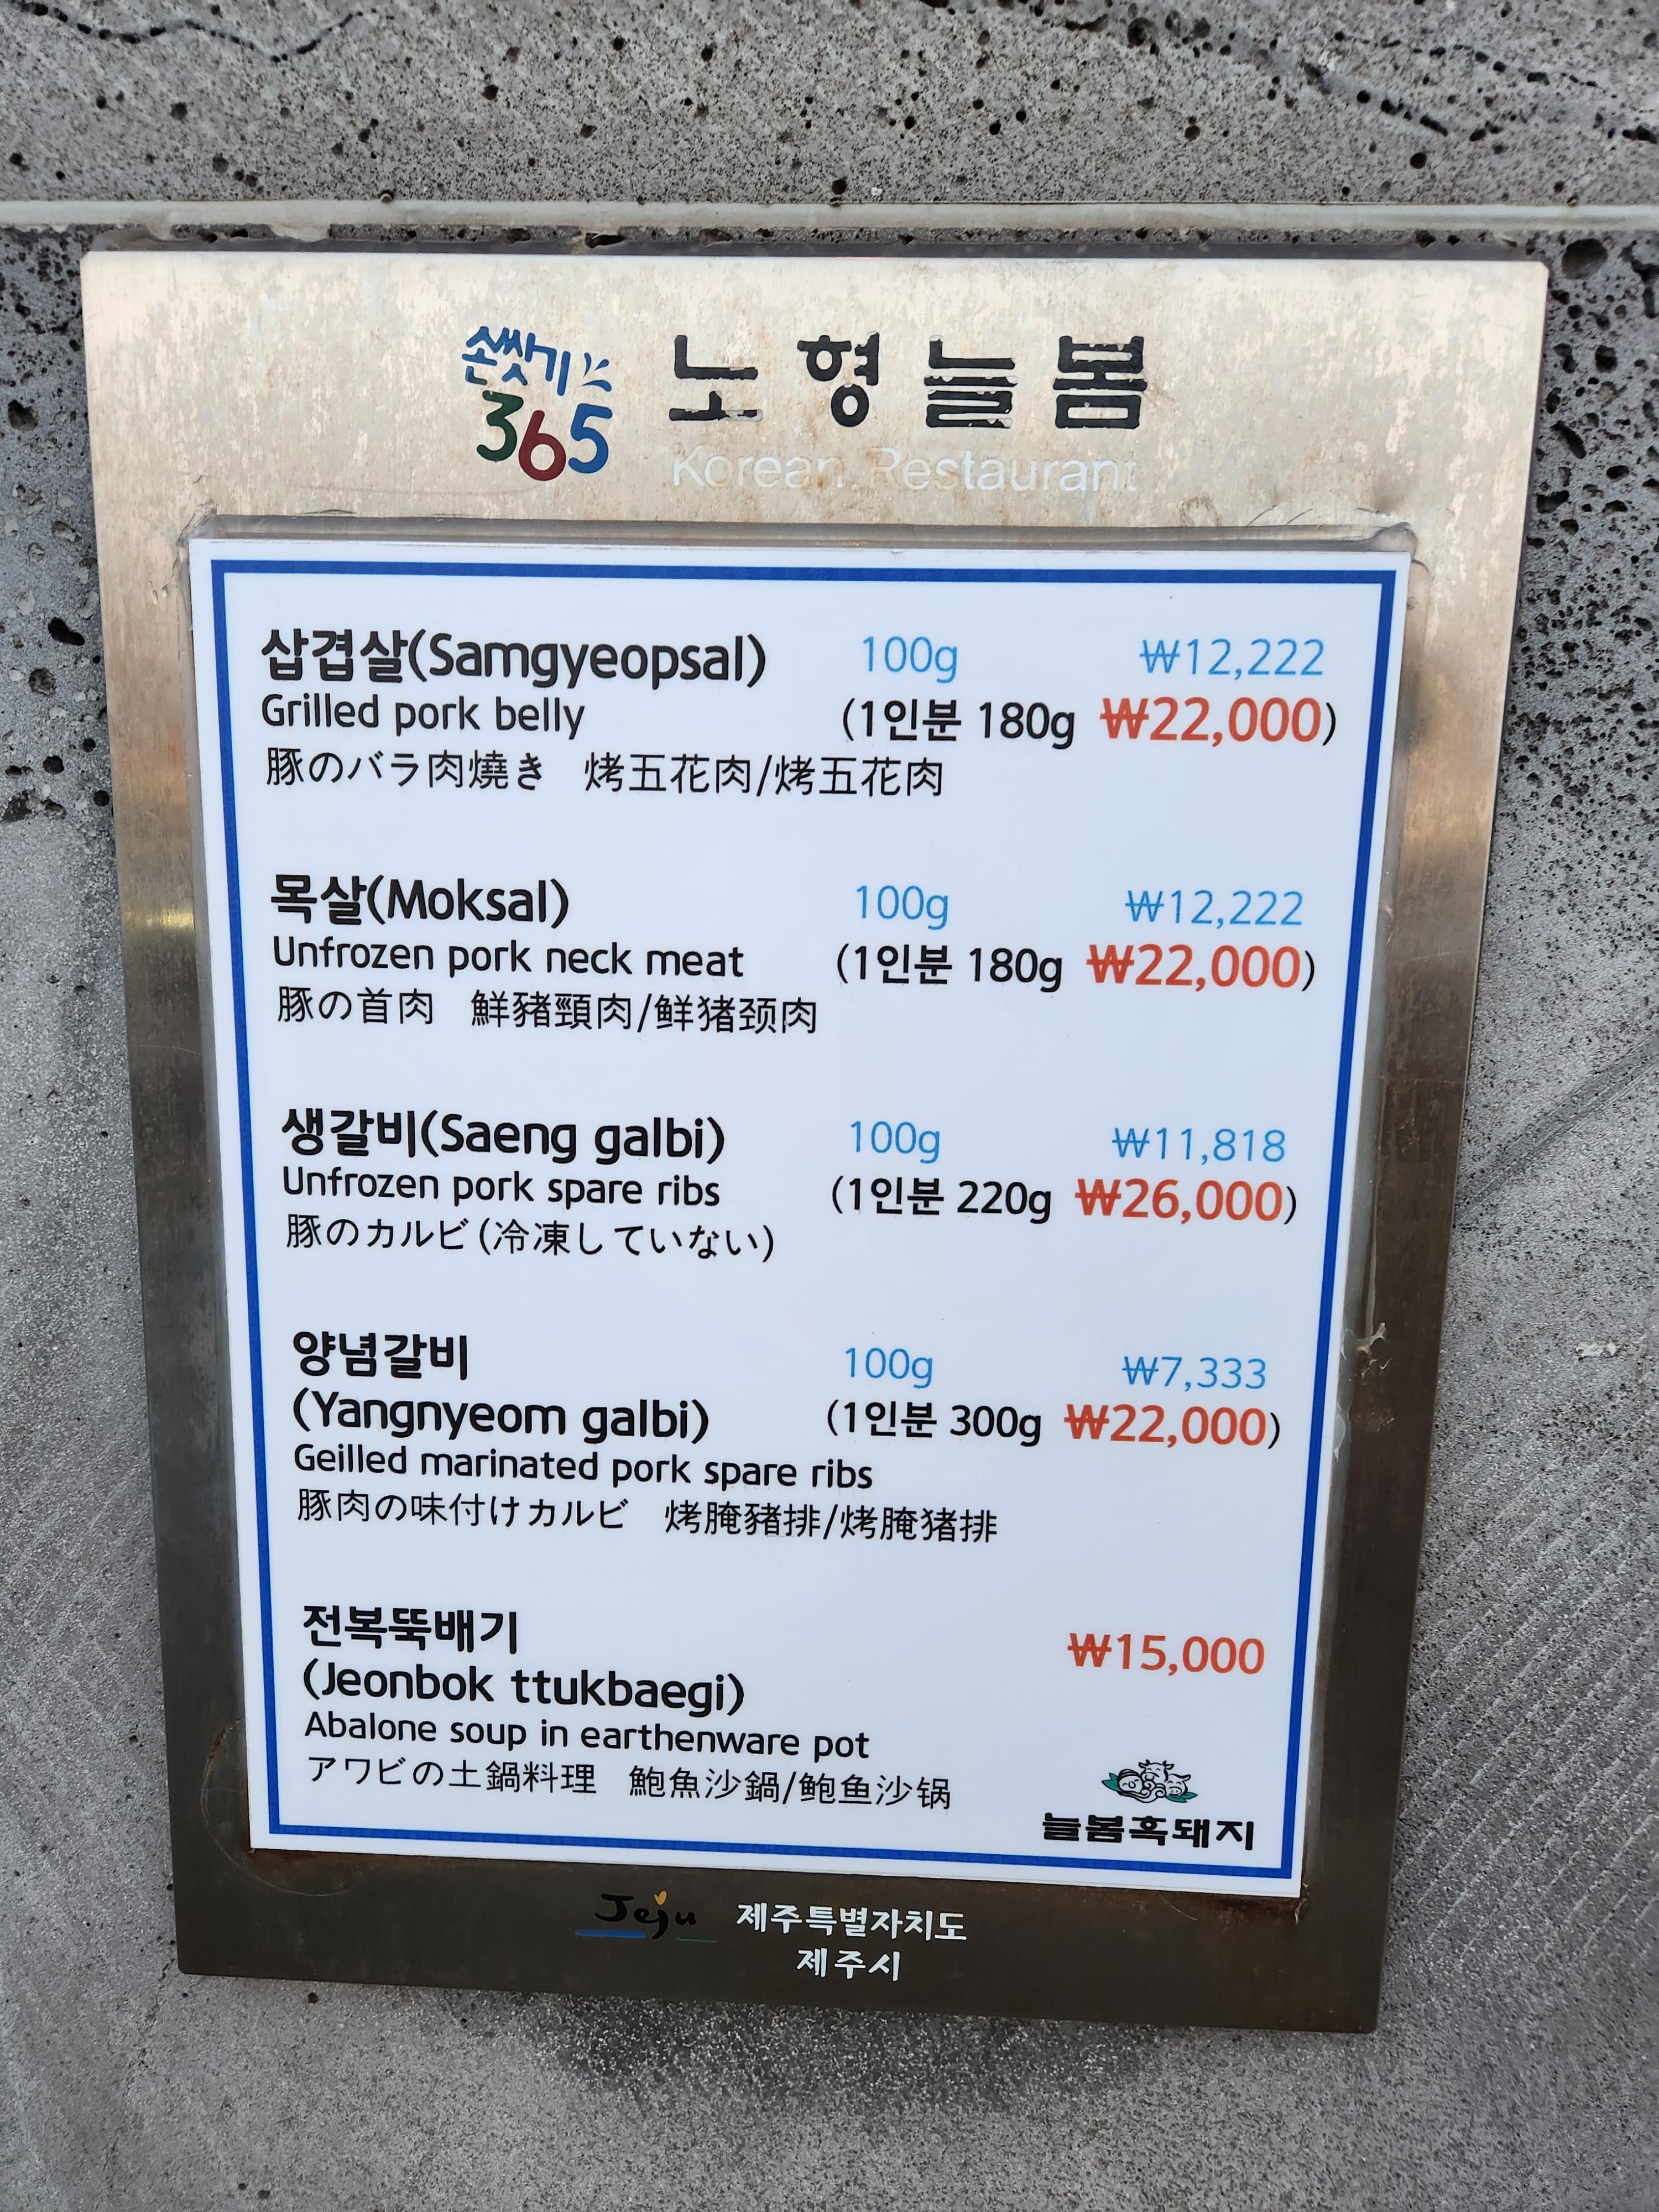 손짓기
365
노형늘봄
Korean Restaurant
삼겹살(Samgyeopsal) 100g ₩12,222
Grilled pork belly (1인분 180g ₩22,000)
豚のバラ肉燒き 烤五花肉/烤五花肉
목살(Moksal) 100g ₩12,222
Unfrozen pork neck meat (1인분 180g ₩22,000)
豚の首肉 鮮豬頸肉/鲜猪颈肉
생갈비(Saeng galbi) 100g ₩11,818
Unfrozen pork spare ribs (1인분 220g ₩26,000)
豚のカルビ(冷凍していない)
양념갈비 100g ₩7,333
(Yangnyeom galbi) (1인분 300g ₩22,000)
Geilled marinated pork spare ribs
豚肉の味付けカルビ 烤腌豬排/烤腌猪排
전복뚝배기 ₩15,000
(Jeonbok ttukbaegi)
Abalone soup in earthenware pot
アワビの土鍋料理 鮑魚沙鍋/鲍鱼沙锅
늘봄흑돼지
Jeju 제주특별자치도
제주시